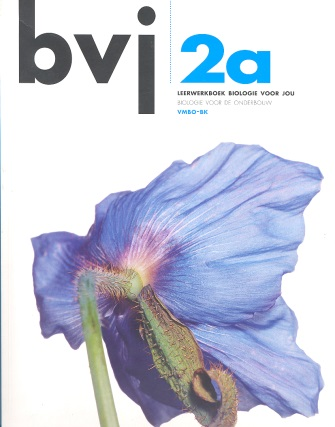 bvj 2a
LEERWERKBOEK BIOLOGIE VOOR JOU
BIOLOGIE VOOR DE ONDERBOUW
VMBO-BK